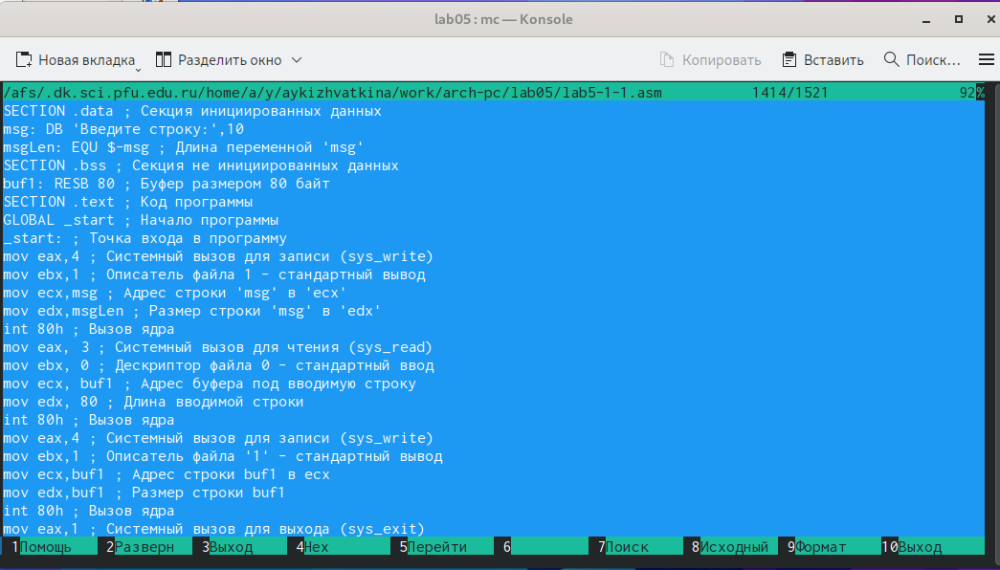 lab05 : mc — Konsole
Новая вкладка Разделить окно Копировать Вставить Поиск...
/afs/.dk.sci.pfu.edu.ru/home/a/y/aykizhvatkina/work/arch-pc/lab05/lab5-1-1.asm 1414/1521 92%
SECTION .data ; Секция инициированных данных
msg: DB 'Введите строку:',10
msgLen: EQU $-msg ; Длина переменной 'msg'
SECTION .bss ; Секция не инициированных данных
buf1: RESB 80 ; Буфер размером 80 байт
SECTION .text ; Код программы
GLOBAL _start ; Начало программы
_start: ; Точка входа в программу
mov eax,4 ; Системный вызов для записи (sys_write)
mov ebx,1 ; Описатель файла 1 - стандартный вывод
mov ecx,msg ; Адрес строки 'msg' в 'ecx'
mov edx,msgLen ; Размер строки 'msg' в 'edx'
int 80h ; Вызов ядра
mov eax, 3 ; Системный вызов для чтения (sys_read)
mov ebx, 0 ; Дескриптор файла 0 - стандартный ввод
mov ecx, buf1 ; Адрес буфера под вводимую строку
mov edx, 80 ; Длина вводимой строки
int 80h ; Вызов ядра
mov eax,4 ; Системный вызов для записи (sys_write)
mov ebx,1 ; Описатель файла '1' - стандартный вывод
mov ecx,buf1 ; Адрес строки buf1 в ecx
mov edx,buf1 ; Размер строки buf1
int 80h ; Вызов ядра
mov eax,1 ; Системный вызов для выхода (sys_exit)
1Помощь 2Разверн 3Выход 4Hex 5Перейти 6 7Поиск 8Исходный 9Формат 10Выход